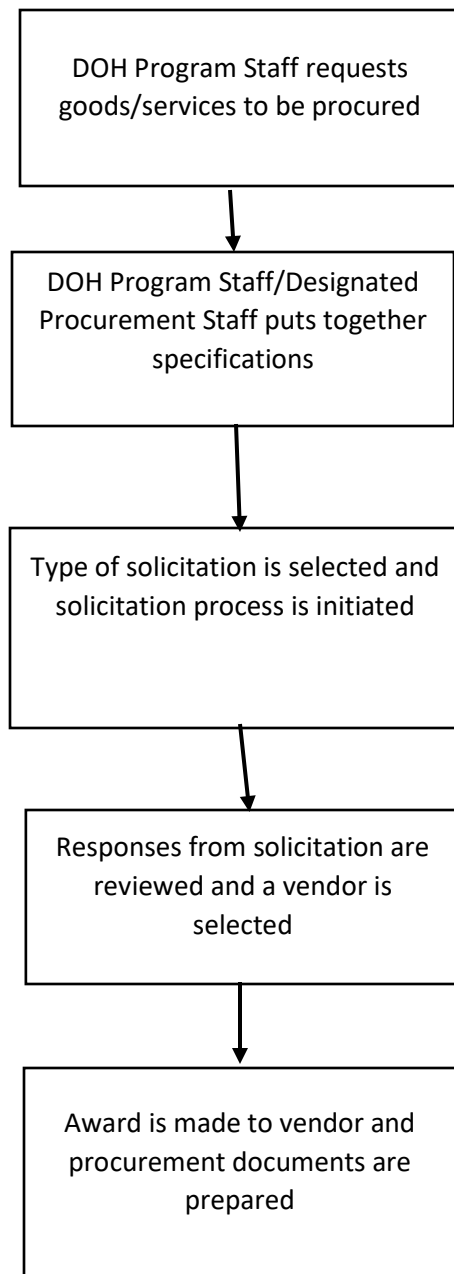 DOH Program Staff requests
goods/services to be procured
DOH Program Staff/Designated
Procurement Staff puts together
specifications
Type of solicitation is selected and
solicitation process is initiated
Responses from solicitation are
reviewed and a vendor is
selected
Award is made to vendor and
procurement documents are
prepared